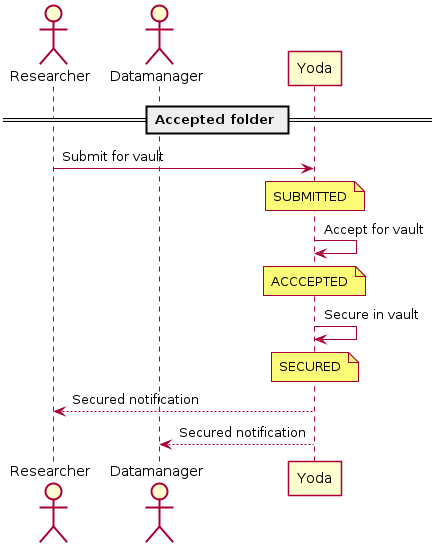 Researcher
Datamanager
Yoda
Accepted folder
Submit for vault
SUBMITTED
Accept for vault
ACCCEPTED
Secure in vault
SECURED
Secured notification
Secured notification
Researcher
Datamanager
Yoda